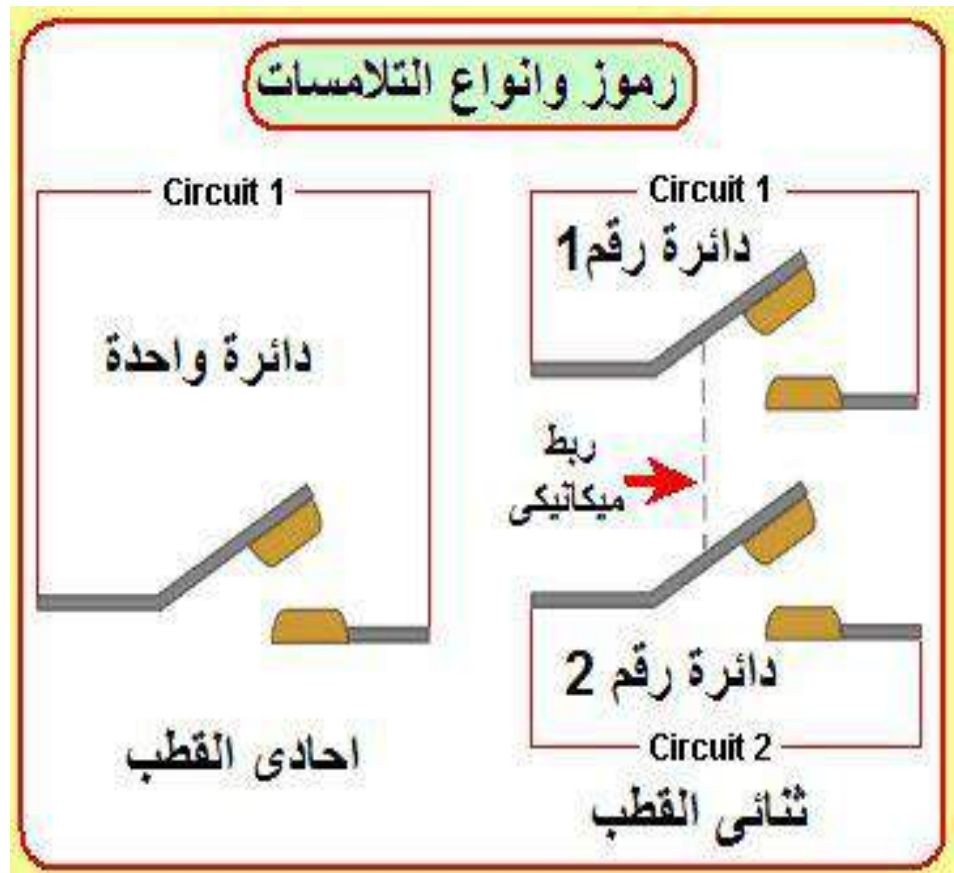 رموز وانواع التلامسات
Circuit 1
دائرة رقم1
ربط
ميكانيكى
دائرة رقم 2
Circuit 2
ثنائى القطب
Circuit 1
دائرة واحدة
احادى القطب